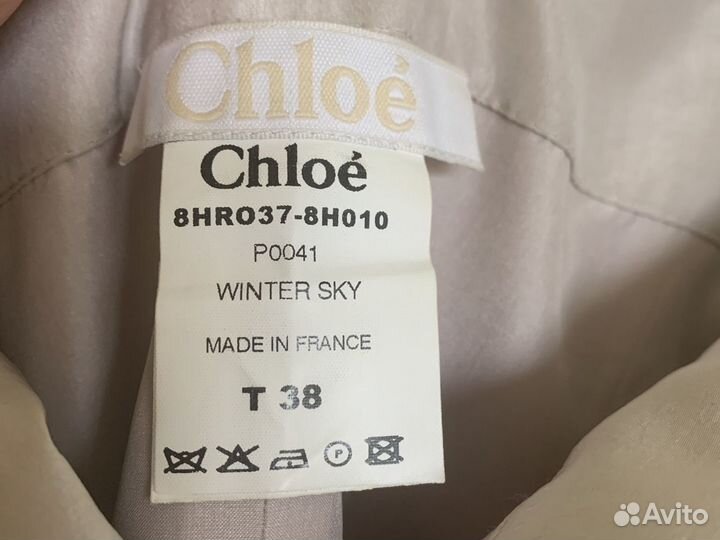 Chloé
Chloé
8HRO37-8H010
P0041
WINTER SKY
MADE IN FRANCE
T 38
P
Avito